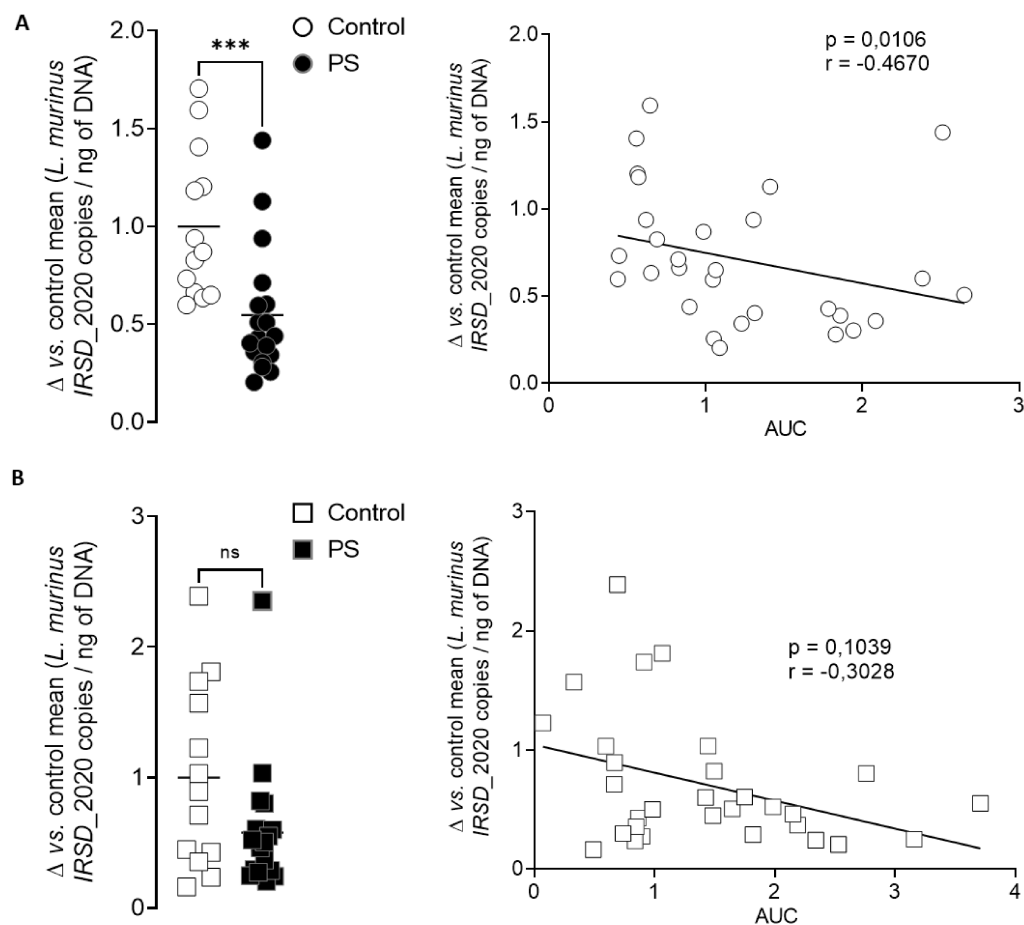 A
Δ vs. control mean (L. murinus
IRSD_2020 copies / ng of DNA)
2.0
1.5
1.0
0.5
0.0
***
Control
PS
Δ vs. control mean (L. murinus
IRSD_2020 copies / ng of DNA)
2.0
1.5
1.0
0.5
0.0
p = 0,0106
r = -0.4670
0
1
2
3
AUC
B
Δ vs. control mean (L. murinus
IRSD_2020 copies / ng of DNA)
3
2
1
0
ns
Control
PS
Δ vs. control mean (L. murinus
IRSD_2020 copies / ng of DNA)
3
2
1
0
p = 0,1039
r = -0,3028
0
1
2
3
4
AUC